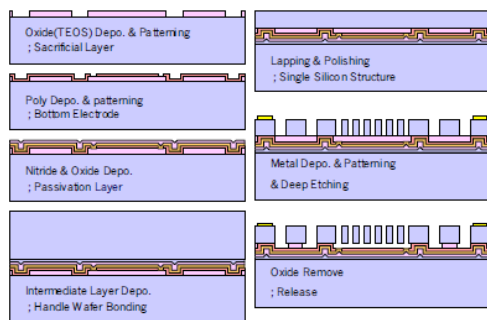 Oxide(TEOS) Depo. & Patterning
; Sacrificial Layer
Poly Depo. & patterning
; Bottom Electrode
Nitride & Oxide Depo.
; Passivation Layer
Intermediate Layer Depo.
; Handle Wafer Bonding
Lapping & Polishing
; Single Silicon Structure
Metal Depo. & Patterning
& Deep Etching
Oxide Remove
; Release